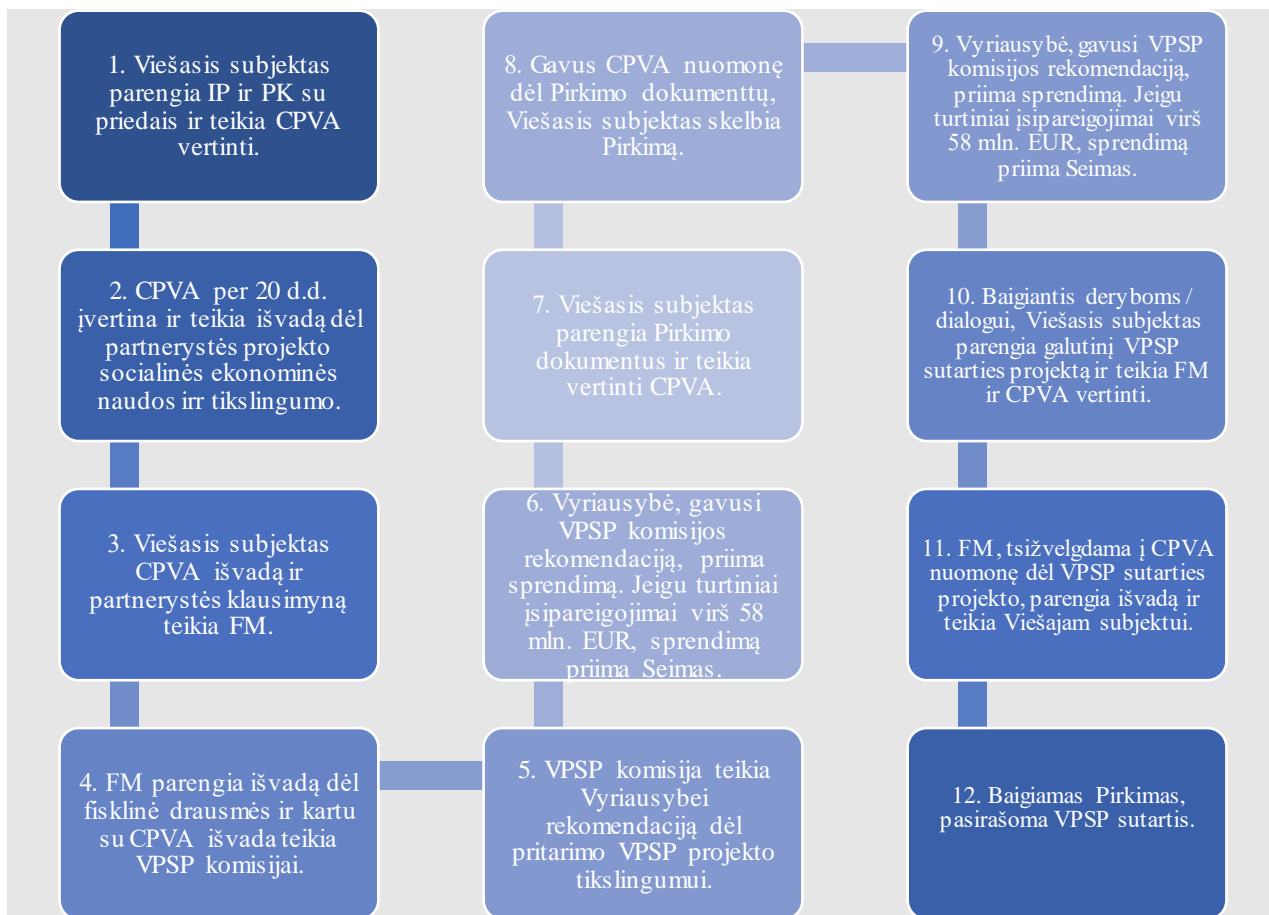 1. Viešasis subjektas
parengia IP ir PK su
priedais ir teikia CPVA
vertinti.
2. CPVA per 20 d.d.
įvertina ir teikia išvadą dėl
partnerystės projekto
socialinės ekonominės
naudos irr tikslingumo.
3. Viešasis subjektas
CPVA išvadą ir
partnerystės klausimyną
teikia FM.
4. FM parengia išvadą dėl
fisklinė drausmės ir kartu
su CPVA išvada teikia
VPSP komisijai.
5. VPSP komisija teikia
Vyriausybei
rekomendaciją dėl
pritarimo VPSP projekto
tikslingumui.
6. Vyriausybė, gavusi
VPSP komisijos
rekomendaciją, priima
sprendimą. Jeigu turtiniai
įsipareigojimai virš 58
mln. EUR, sprendimą
priima Seimas.
7. Viešasis subjektas
parengia Pirkimo
dokumentus ir teikia
vertinti CPVA.
8. Gavus CPVA nuomonę
dėl Pirkimo dokumenttų,
Viešasis subjektas skelbia
Pirkimą.
9. Vyriausybė, gavusi VPSP
komisijos rekomendaciją,
priima sprendimą. Jeigu
turtiniai įsipareigojimai virš
58 mln. EUR, sprendimą
priima Seimas.
10. Baigiantis deryboms /
dialogui, Viešasis subjektas
parengia galutinį VPSP
sutarties projektą ir teikia FM
ir CPVA vertinti.
11. FM, tsižvelgdama į CPVA
nuomonę dėl VPSP sutarties
projekto, parengia išvadą ir
teikia Viešajam subjektui.
12. Baigiamas Pirkimas,
pasirašoma VPSP sutartis.